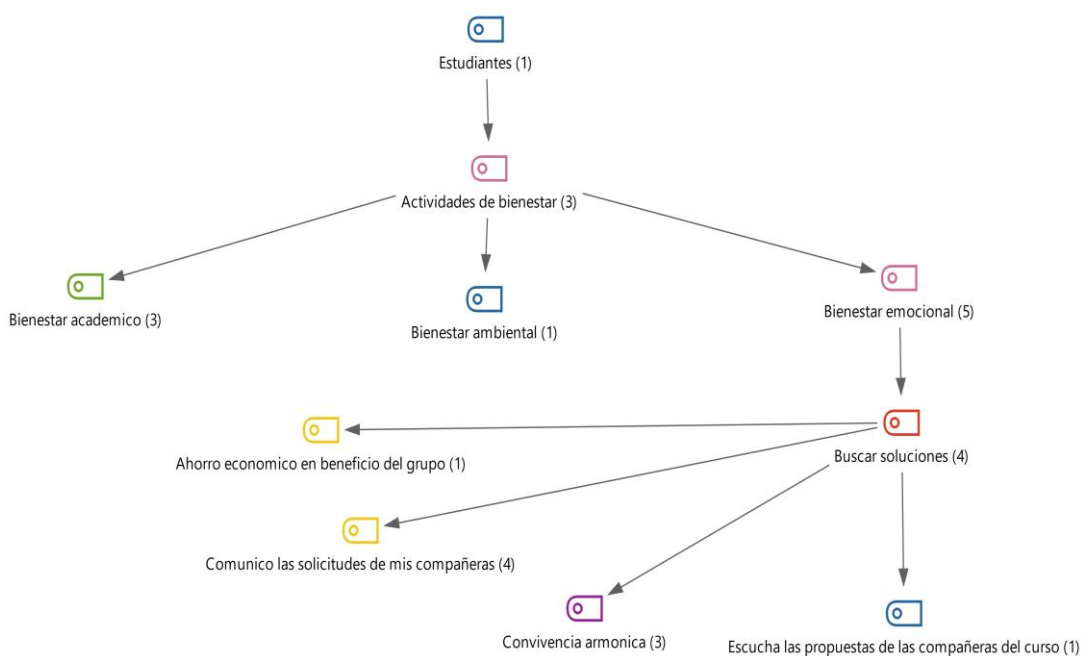 Estudiantes (1)
Actividades de bienestar (3)
Bienestar academico (3)
Bienestar ambiental (1)
Bienestar emocional (5)
Ahorro economico en beneficio del grupo (1)
Buscar soluciones (4)
Comunico las solicitudes de mis compañeras (4)
Convivencia armonica (3)
Escucha las propuestas de las compañeras del curso (1)